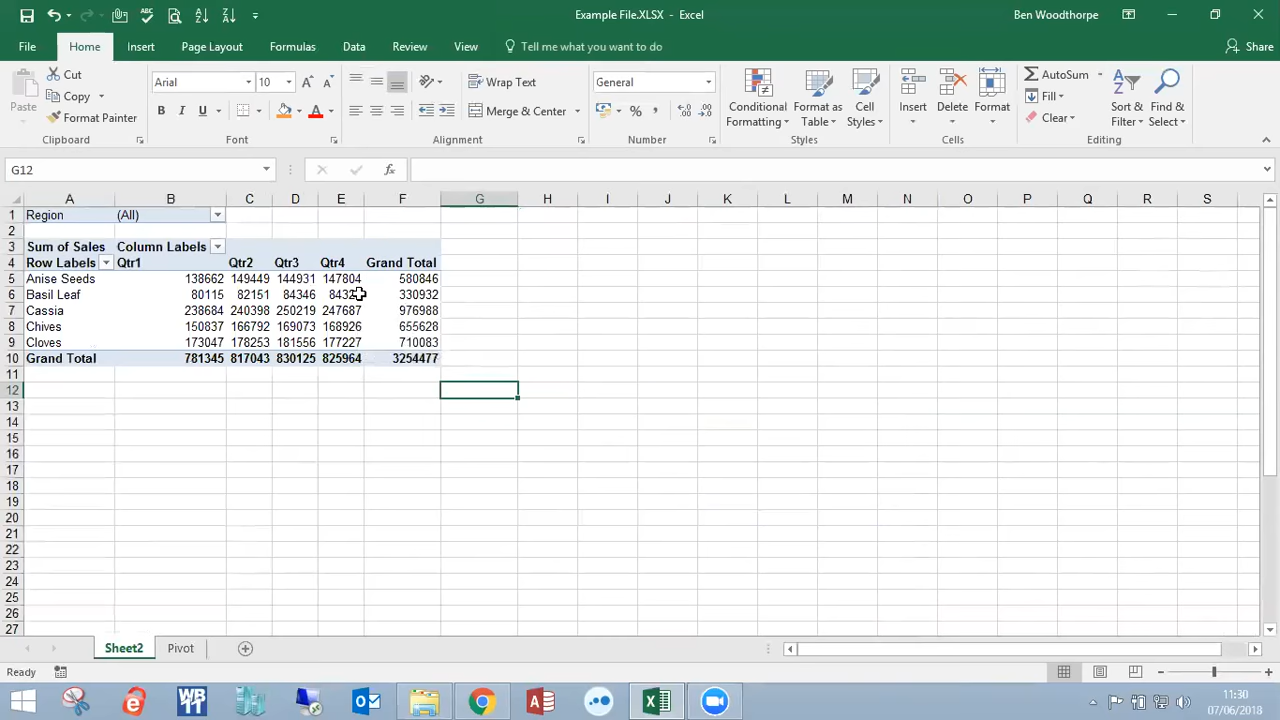 Example File.XLSX - Excel
Ben Woodthorpe
File Home Insert Page Layout Formulas Data Review View Tell me what you want to do Share
Paste
Cut
Copy
Format Painter
Clipboard
Arial 10
B I U
Font
Wrap Text
Merge & Center
Alignment
General
%
Number
Conditional Formatting
Format as Table
Cell Styles
Styles
Insert
Delete
Format
Cells
AutoSum
Fill
Clear
Sort & Filter
Find & Select
Editing
G12
fx
A B C D E F G H I J K L M N O P Q R S
1 Region (All)
2
3 Sum of Sales Column Labels
4 Row Labels Qtr1 Qtr2 Qtr3 Qtr4 Grand Total
5 Anise Seeds 138662 149449 144931 147804 580846
6 Basil Leaf 80115 82151 84346 330932
7 Cassia 238684 240398 250219 247687 976988
8 Chives 150837 166792 169073 168926 655628
9 Cloves 173047 178253 181556 177227 710083
10 Grand Total 781345 817043 830125 825964 3254477
11
12
13
14
15
16
17
18
19
20
21
22
23
24
25
26
27
Sheet2 Pivot
Ready
11:30
07/06/2018